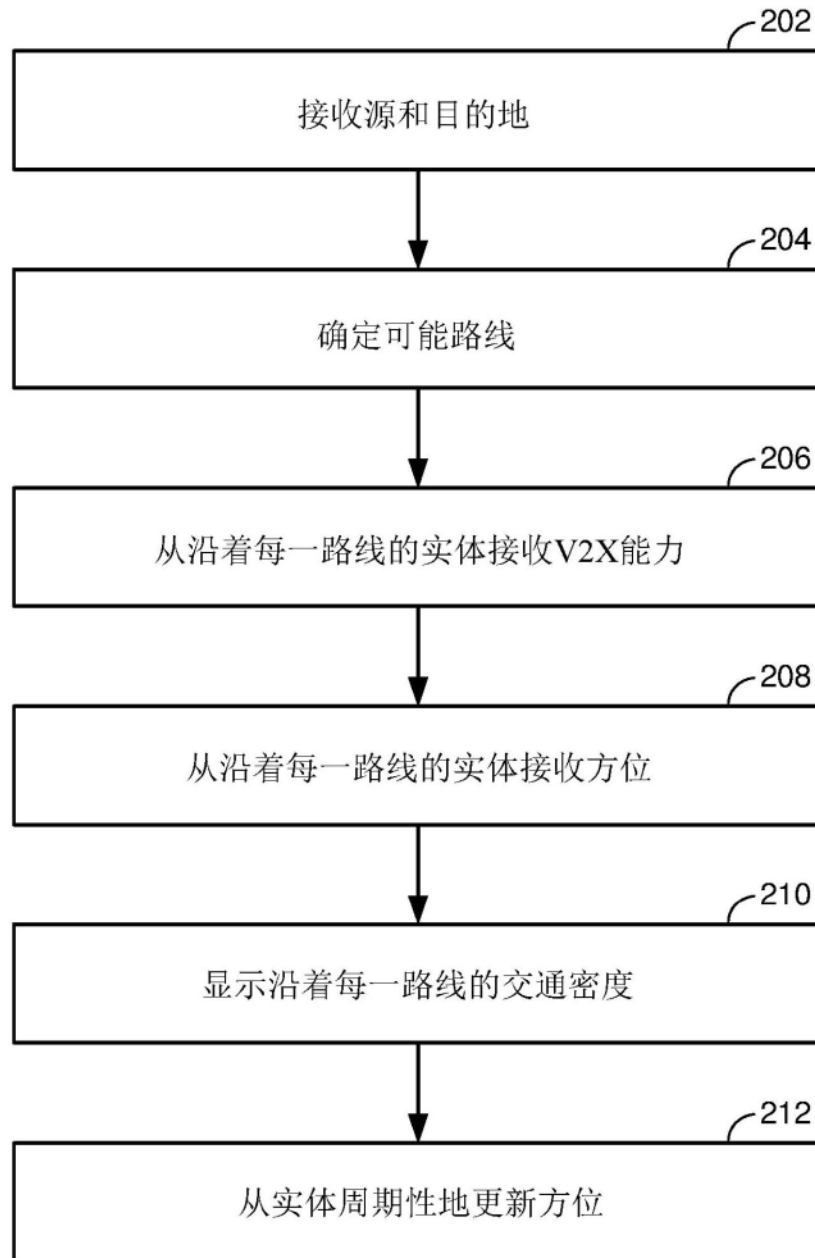 202
接收源和目的地
204
确定可能路线
206
从沿着每一路线的实体接收V2X能力
208
从沿着每一路线的实体接收方位
210
显示沿着每一路线的交通密度
212
从实体周期性地更新方位